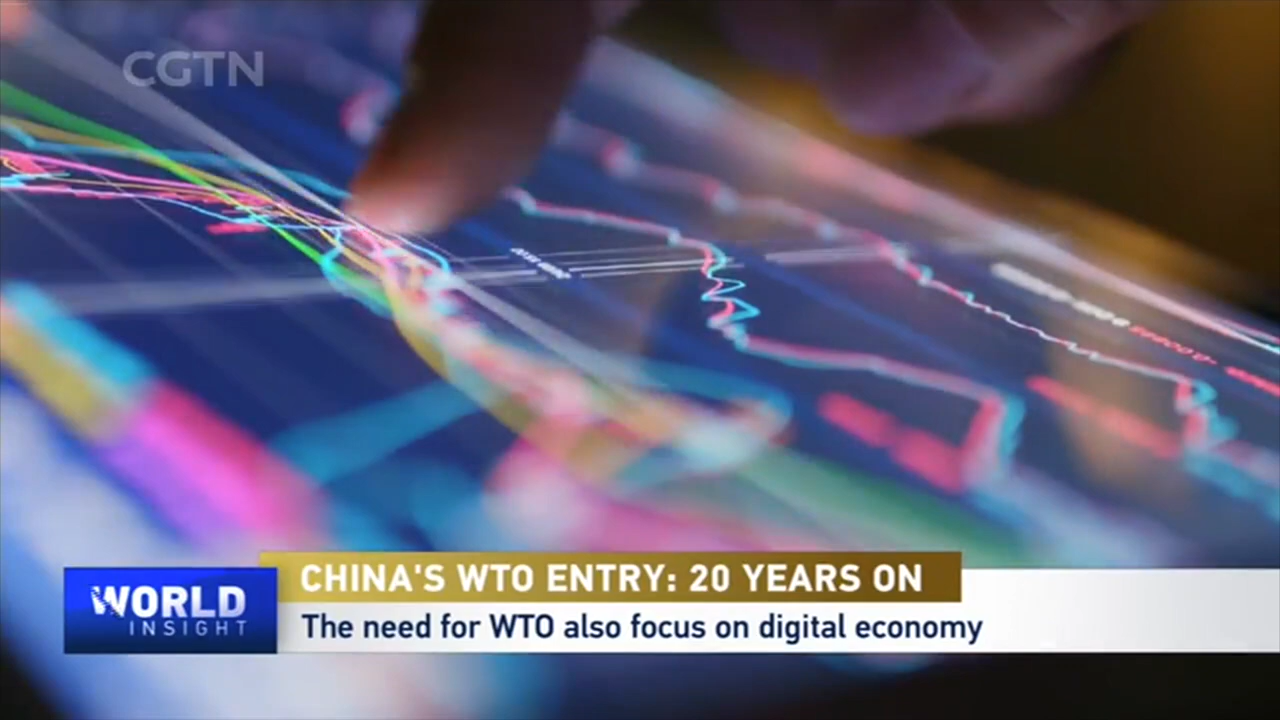 CGTN
CHINA'S WTO ENTRY: 20 YEARS ON
WORLD
INSIGHT
The need for WTO also focus on digital economy